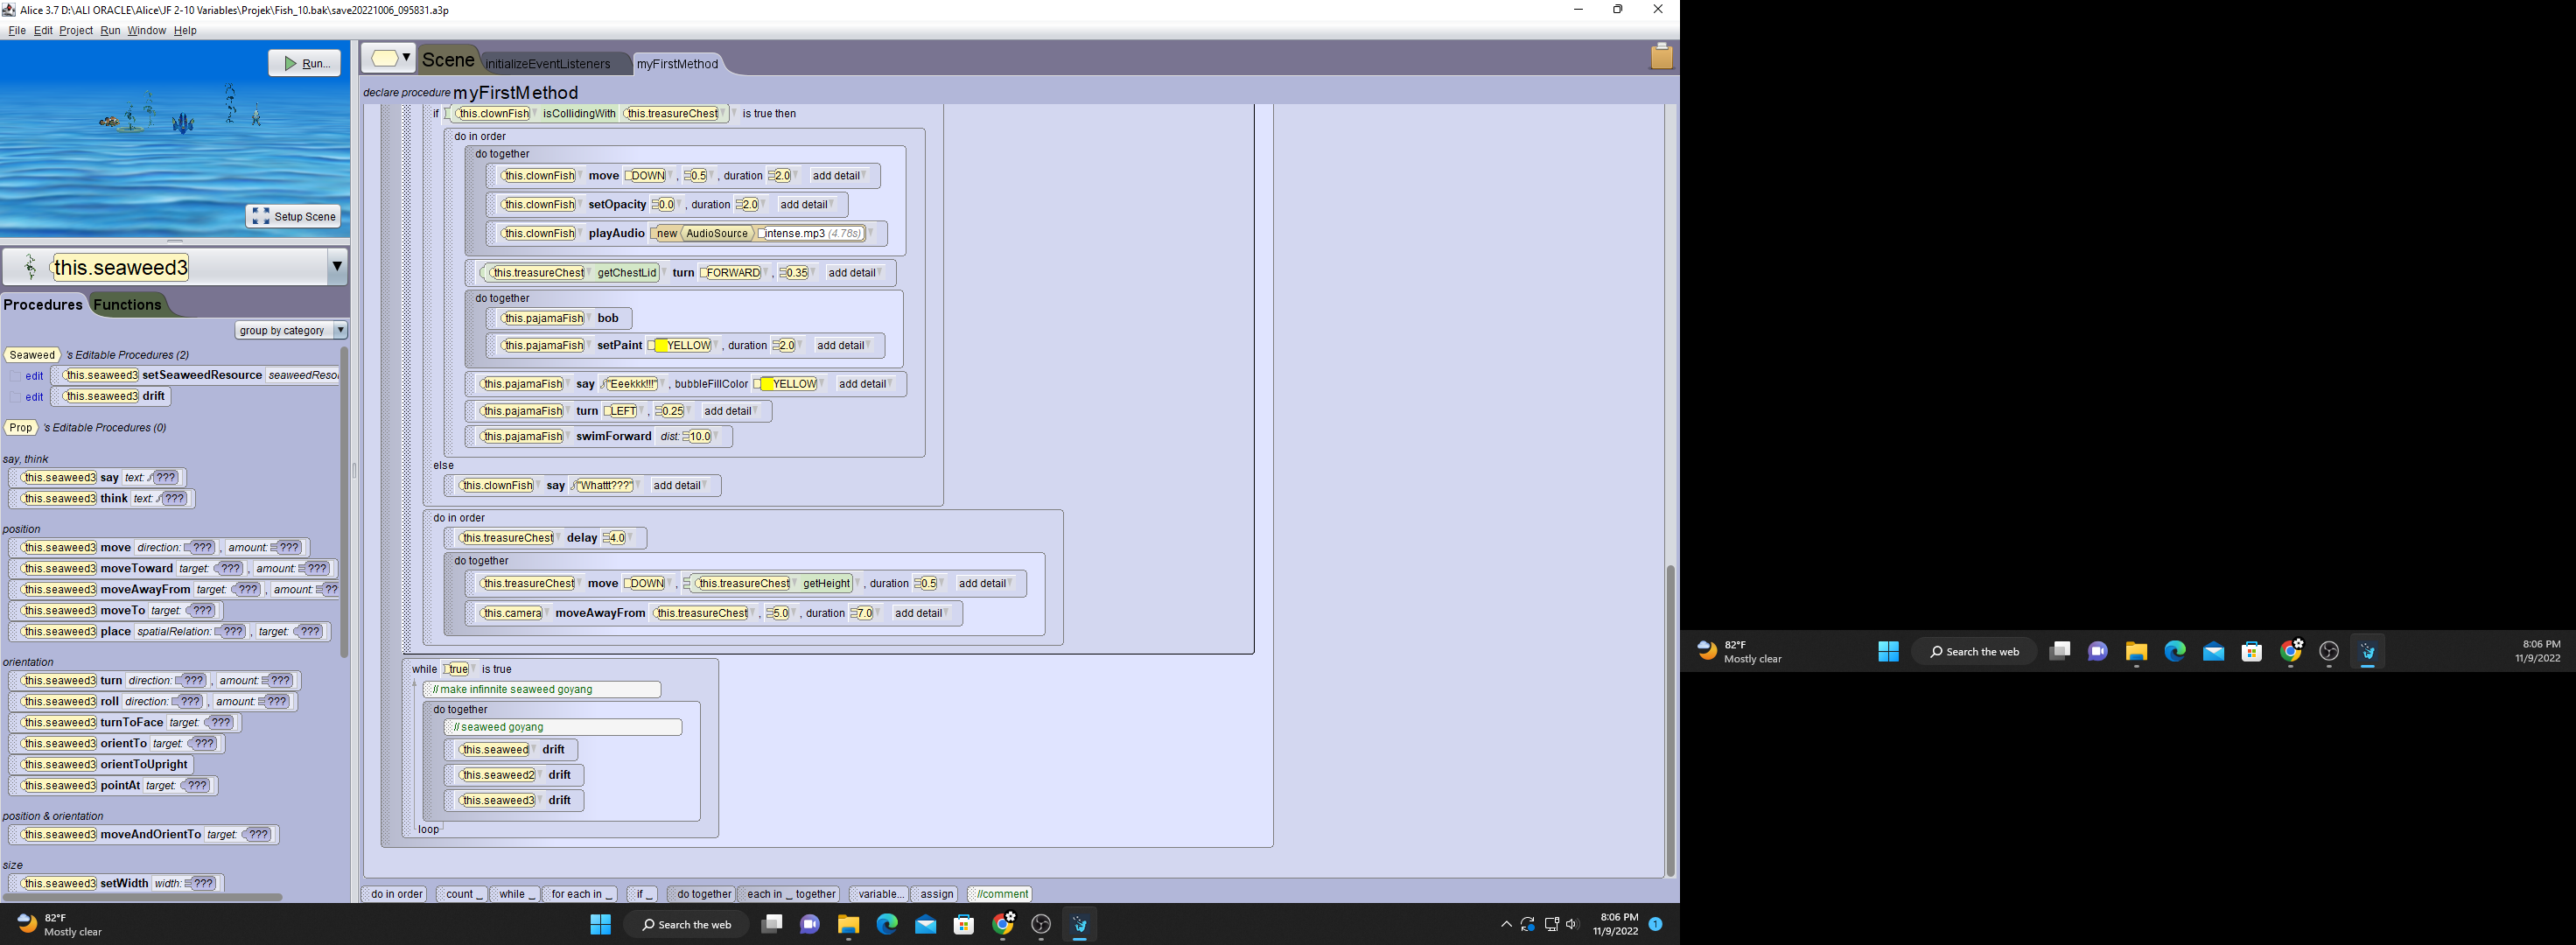 Alice 3.7 D:\ALI ORACLE\Alice\JF 2-10 Variables\Projek\Fish_10.bak\save20221006_095831.a3p
File Edit Project Run Window Help
Run...
Setup Scene
this.seaweed3
Procedures Functions
group by category
Seaweed 's Editable Procedures (2)
edit this.seaweed3 setSeaweedResource
edit this.seaweed3 drift
Prop 's Editable Procedures (0)
say, think
this.seaweed3 say text: ???
this.seaweed3 think text: ???
position
this.seaweed3 move direction: ??? , amount: ???
this.seaweed3 moveToward target: ??? , amount: ???
this.seaweed3 moveAwayFrom target: ??? , amount: ??
this.seaweed3 moveTo target: ???
this.seaweed3 place spatialRelation: ??? , target: ???
orientation
this.seaweed3 turn direction: ??? , amount: ???
this.seaweed3 roll direction: ??? , amount: ???
this.seaweed3 turnToFace target: ???
this.seaweed3 orientTo target: ???
this.seaweed3 orientToUpright
this.seaweed3 pointAt target: ???
position & orientation
this.seaweed3 moveAndOrientTo target: ???
size
this.seaweed3 setWidth width: ???
Scene initializeEventListeners myFirstMethod
declare procedure myFirstMethod
if this.clownFish isCollidingWith this.treasureChest is true then
do in order
do together
this.clownFish move DOWN , 0.5 , duration 2.0 add detail
this.clownFish setOpacity 0.0 , duration 2.0 add detail
this.clownFish playAudio new AudioSource intense.mp3 (4.78s)
this.treasureChest getChestLid turn FORWARD , 0.35 add detail
do together
this.pajamaFish bob
this.pajamaFish setPaint YELLOW , duration 2.0 add detail
this.pajamaFish say "Eeekkk!!!" , bubbleFillColor YELLOW add detail
this.pajamaFish turn LEFT , 0.25 add detail
this.pajamaFish swimForward dist: 10.0
else
this.clownFish say "Whattt???" add detail
do in order
this.treasureChest delay 4.0
do together
this.treasureChest move DOWN , this.treasureChest getHeight , duration 0.5 add detail
this.camera moveAwayFrom this.treasureChest , 5.0 , duration 7.0 add detail
while true is true
// make infinnite seaweed goyang
do together
// seaweed goyang
this.seaweed drift
this.seaweed2 drift
this.seaweed3 drift
loop
do in order count _ while _ for each in _ if _ do together each in _ together variable... assign //comment
82°F
Mostly clear
Search the web
8:06 PM
11/9/2022
1
82°F
Mostly clear
Search the web
8:06 PM
11/9/2022